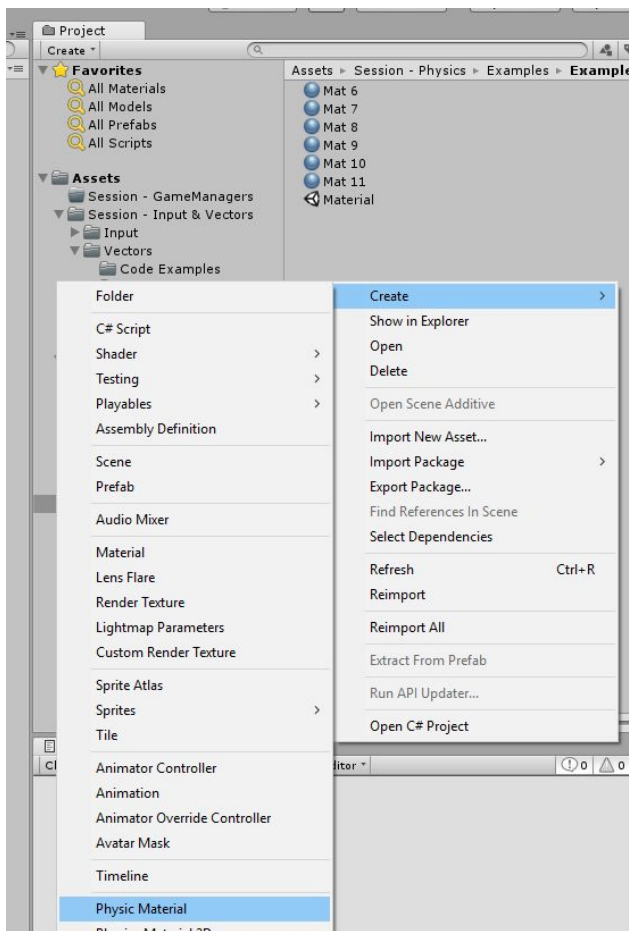 Project
Create
Favorites
All Materials
All Models
All Prefabs
All Scripts
Assets
Session - GameManagers
Session - Input & Vectors
Input
Vectors
Code Examples
Assets Session - Physics Examples Example
Mat 6
Mat 7
Mat 8
Mat 9
Mat 10
Mat 11
Material
Folder
C# Script
Shader
Testing
Playables
Assembly Definition
Scene
Prefab
Audio Mixer
Material
Lens Flare
Render Texture
Lightmap Parameters
Custom Render Texture
Sprite Atlas
Sprites
Tile
Animator Controller
Animation
Animator Override Controller
Avatar Mask
Timeline
Physic Material
Create
Show in Explorer
Open
Delete
Open Scene Additive
Import New Asset...
Import Package
Export Package...
Find References In Scene
Select Dependencies
Refresh Ctrl+R
Reimport
Reimport All
Extract From Prefab
Run API Updater...
Open C# Project
0 0